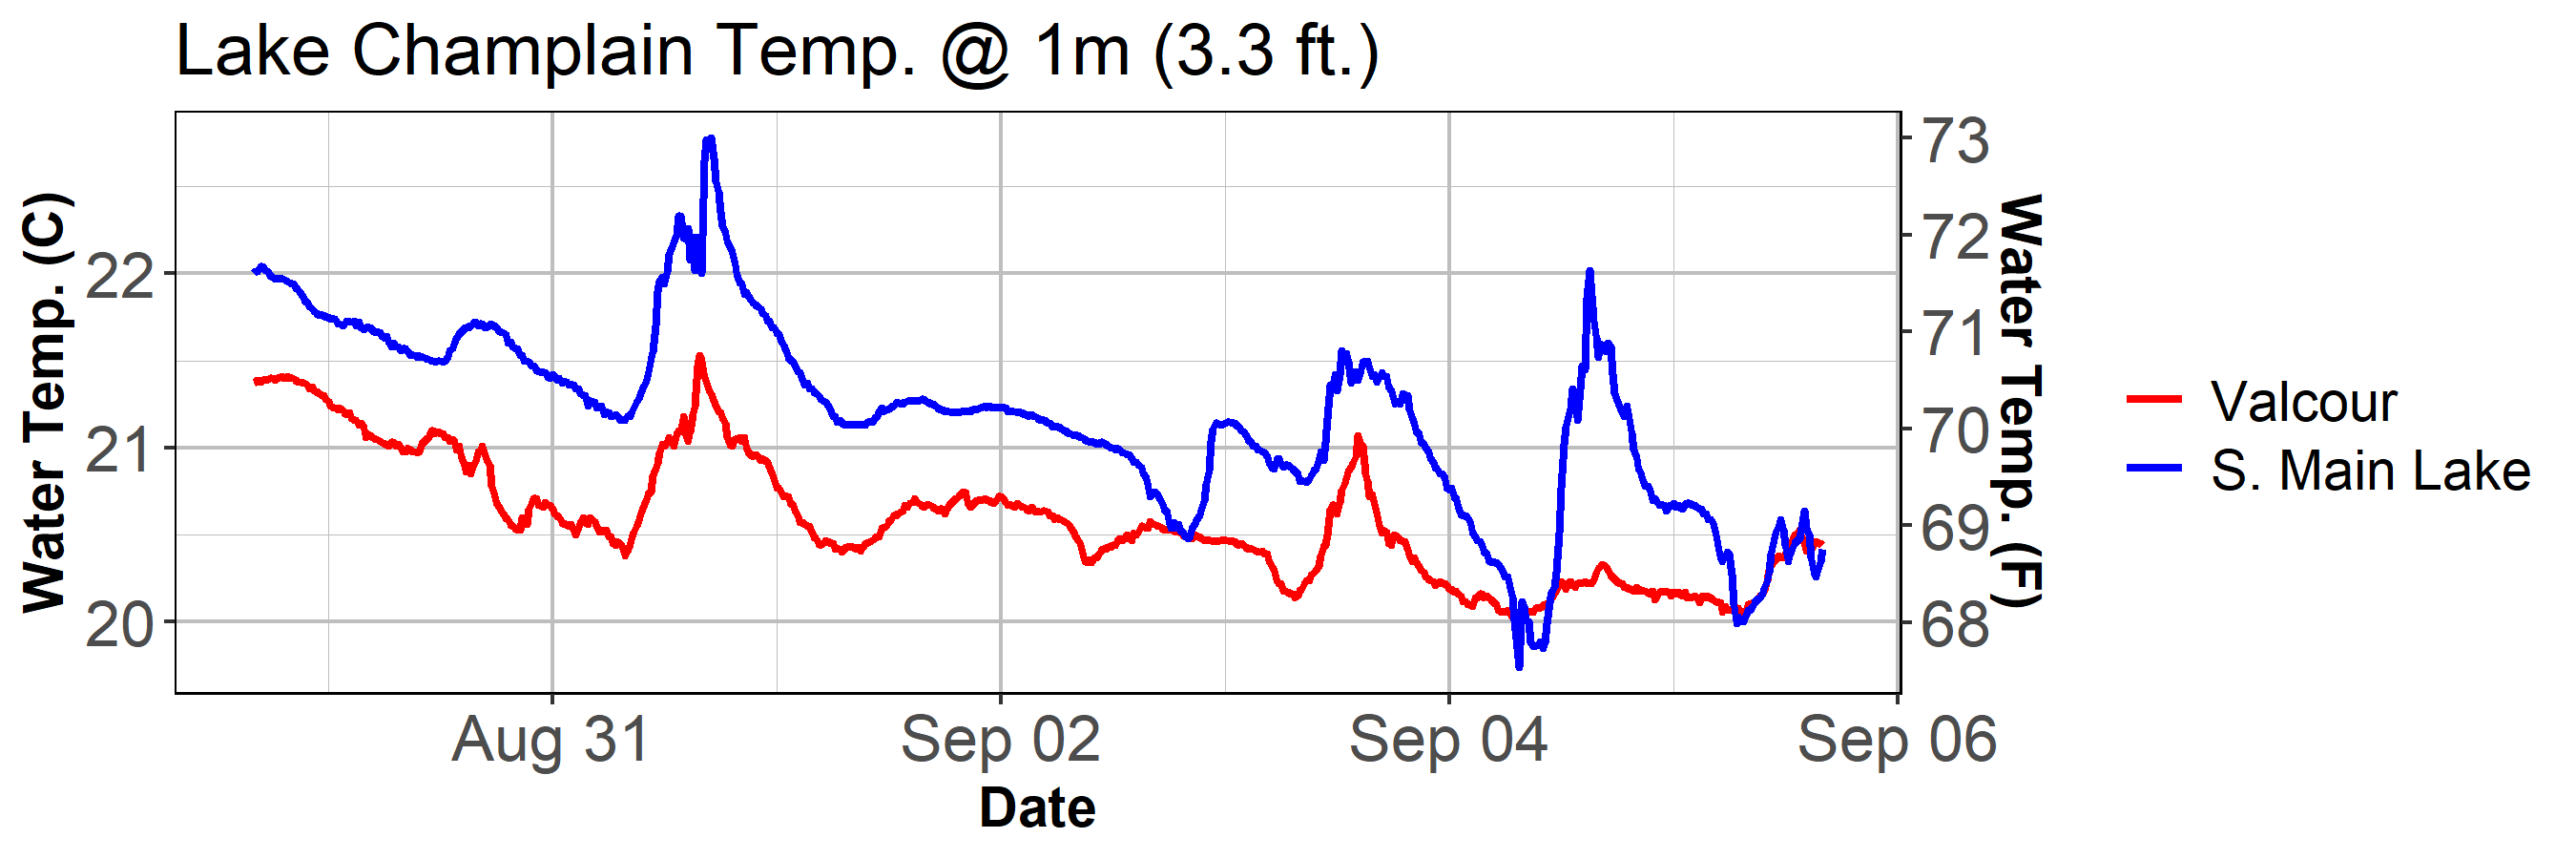 Lake Champlain Temp. @ 1m (3.3 ft.)
Water Temp. (C)
22
21
20
73
72
71
70
69
68
Water Temp. (F)
Aug 31
Sep 02
Sep 04
Sep 06
Date
Valcour
S. Main Lake